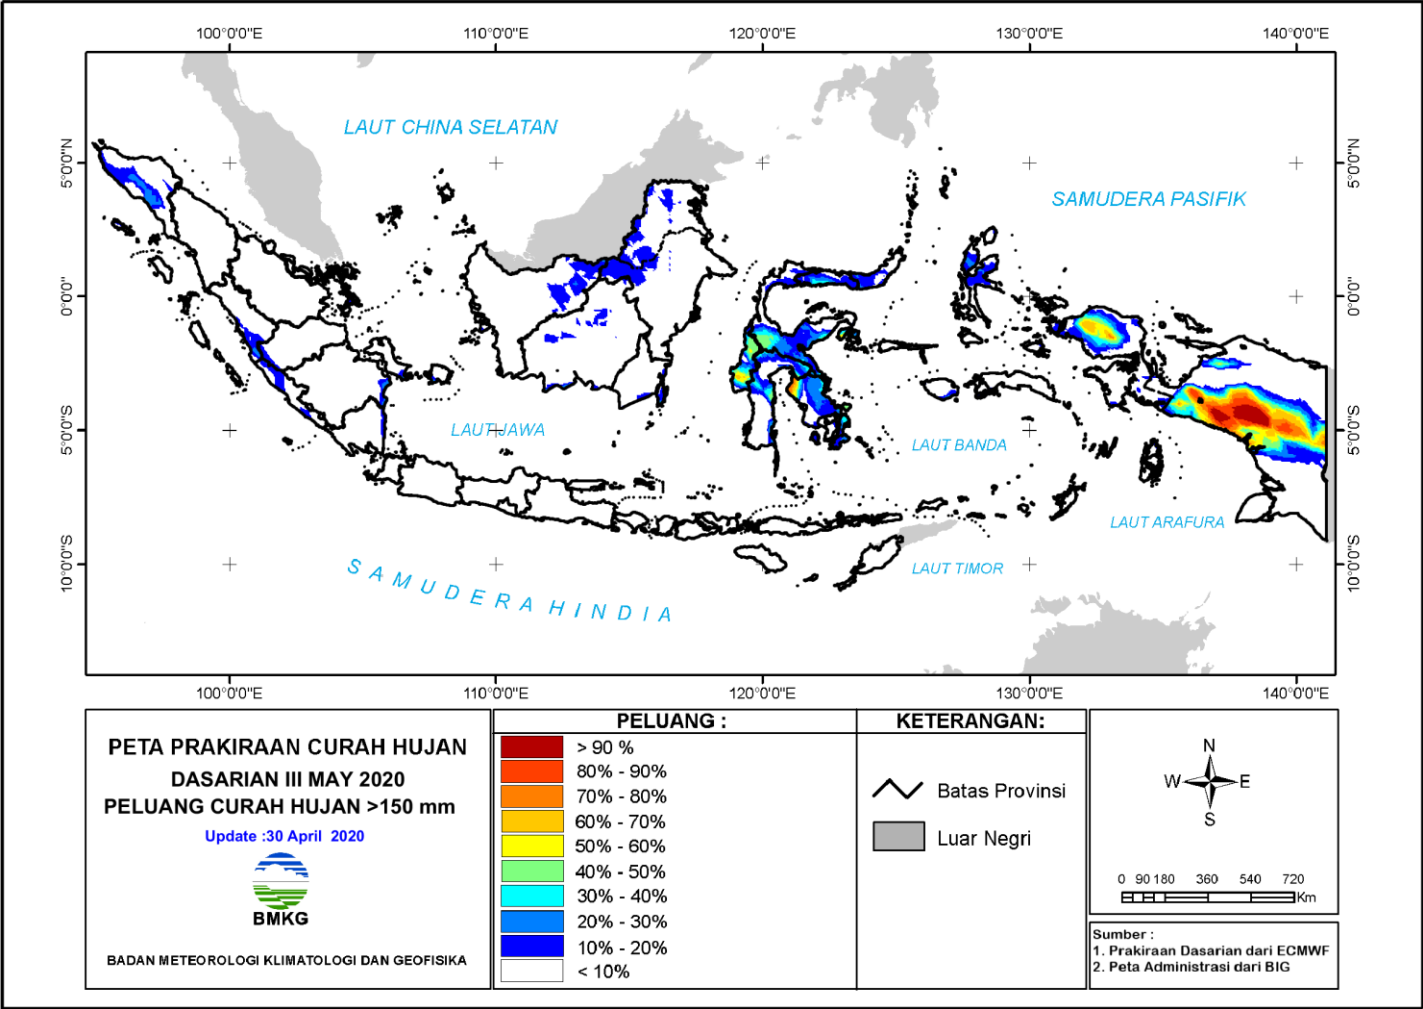 100°0'0"E 110°0'0"E 120°0'0"E 130°0'0"E 140°0'0"E
5°0'0"N 5°0'0"N
0°0'0" 0°0'0"
5°0'0"S 5°0'0"S
10°0'0"S 10°0'0"S
LAUT CHINA SELATAN
SAMUDERA PASIFIK
LAUT JAWA
LAUT BANDA
LAUT ARAFURA
LAUT TIMOR
SAMUDERA HINDIA
100°0'0"E 110°0'0"E 120°0'0"E 130°0'0"E 140°0'0"E
PETA PRAKIRAAN CURAH HUJAN
DASARIAN III MAY 2020
PELUANG CURAH HUJAN >150 mm
Update :30 April 2020
BMKG
BADAN METEOROLOGI KLIMATOLOGI DAN GEOFISIKA
PELUANG :
> 90 %
80% - 90%
70% - 80%
60% - 70%
50% - 60%
40% - 50%
30% - 40%
20% - 30%
10% - 20%
< 10%
KETERANGAN:
Batas Provinsi
Luar Negri
N
W E
S
0 90 180 360 540 720
Km
Sumber :
1. Prakiraan Dasarian dari ECMWF
2. Peta Administrasi dari BIG